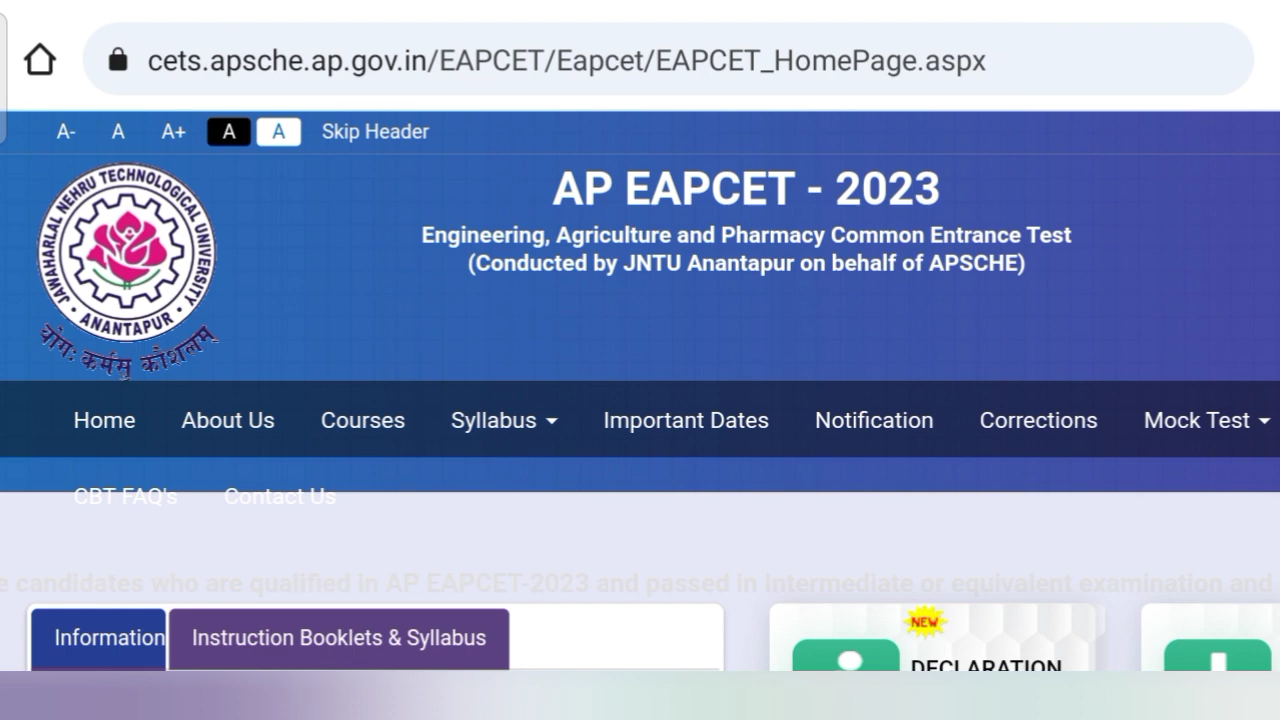 cets.apsche.ap.gov.in/EAPCET/Eapcet/EAPCET_HomePage.aspx
A- A A+ A A Skip Header
JAWAHARLAL NEHRU TECHNOLOGICAL UNIVERSITY
• ANANTAPUR •
योगः कर्मसु कौशलम्
AP EAPCET - 2023
Engineering, Agriculture and Pharmacy Common Entrance Test
(Conducted by JNTU Anantapur on behalf of APSCHE)
Home About Us Courses Syllabus Important Dates Notification Corrections Mock Test
CBT FAQ's Contact Us
e candidates who are qualified in AP EAPCET-2023 and passed in Intermediate or equivalent examination and
Information Instruction Booklets & Syllabus
NEW
DECLARATION